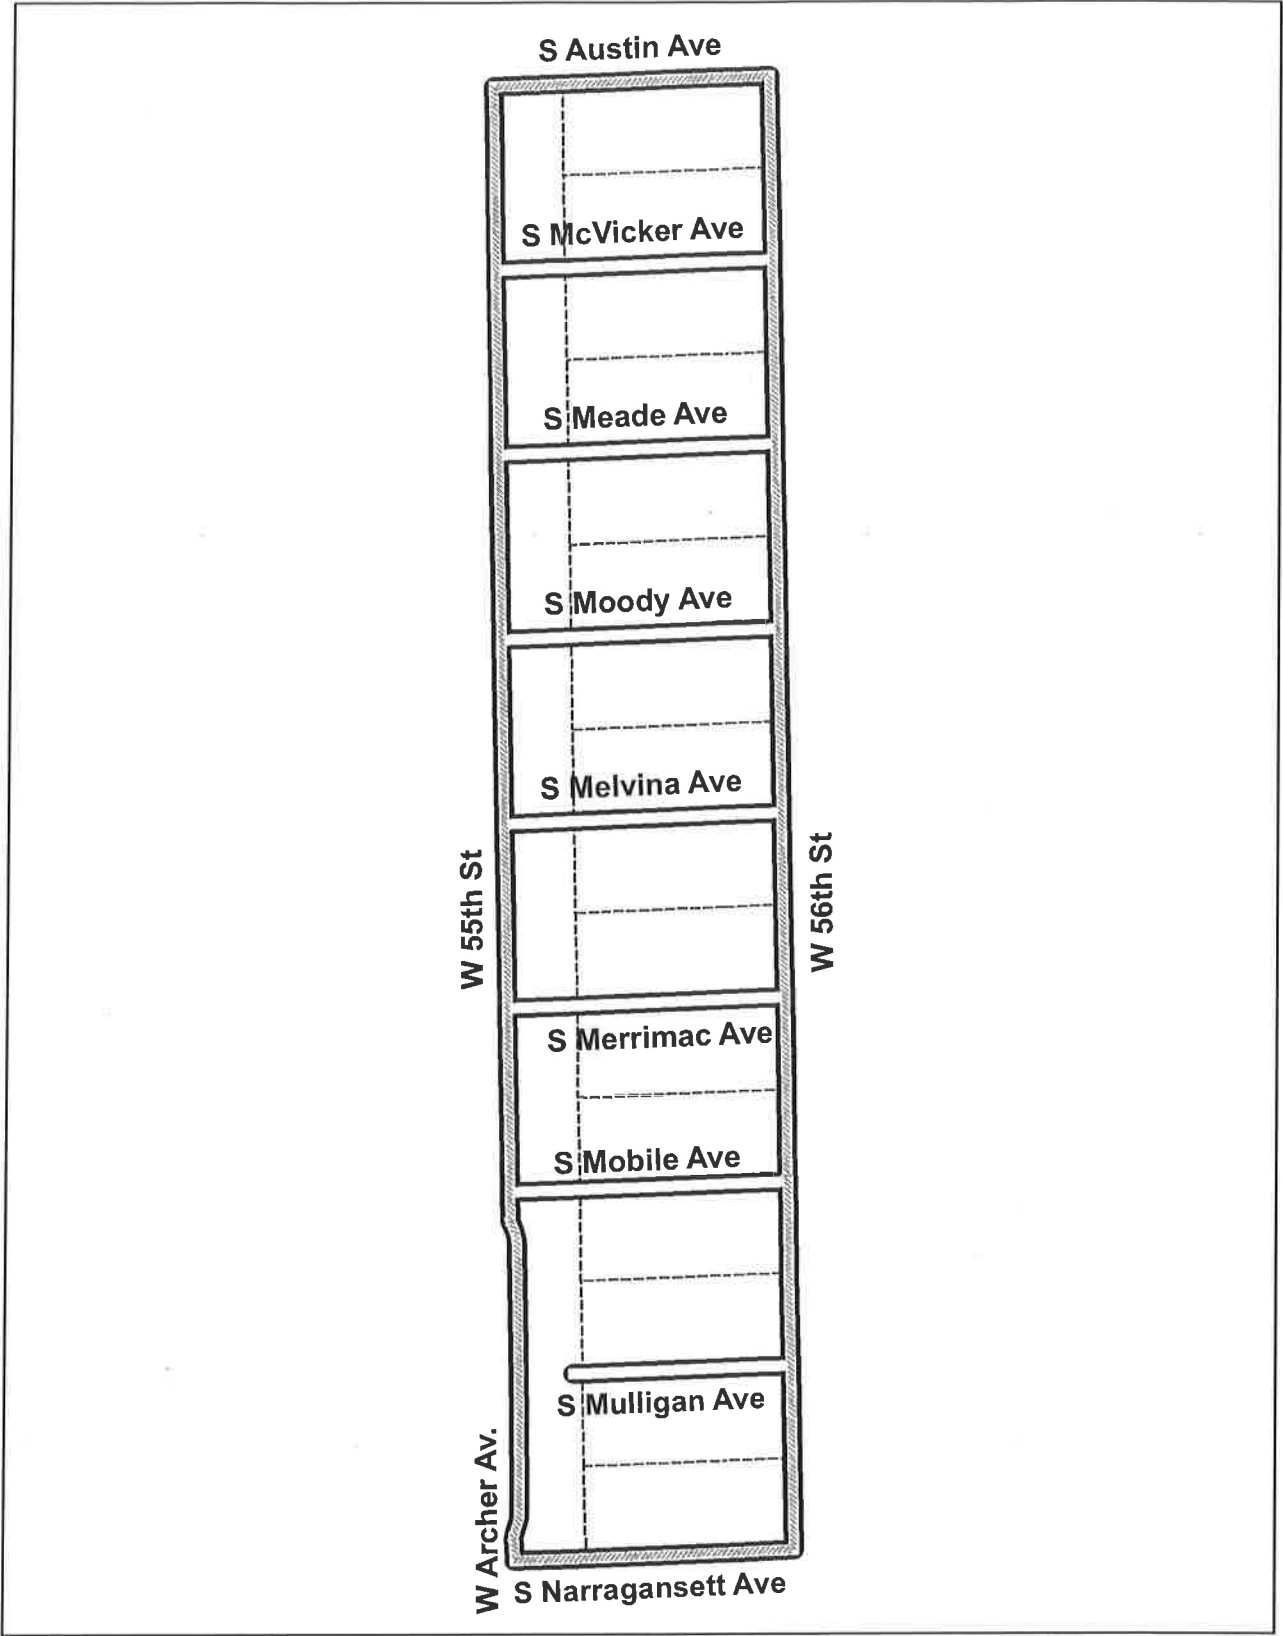 S Austin Ave
S McVicker Ave
S Meade Ave
S Moody Ave
S Melvina Ave
W 55th St
W 56th St
S Merrimac Ave
S Mobile Ave
S Mulligan Ave
W Archer Av.
S Narragansett Ave